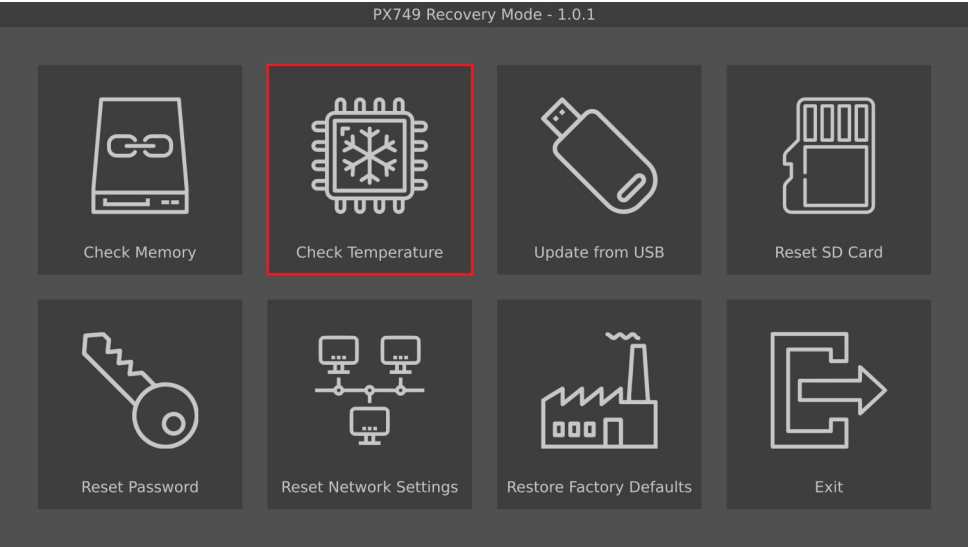 PX749 Recovery Mode - 1.0.1
Check Memory
Check Temperature
Update from USB
Reset SD Card
Reset Password
Reset Network Settings
Restore Factory Defaults
Exit